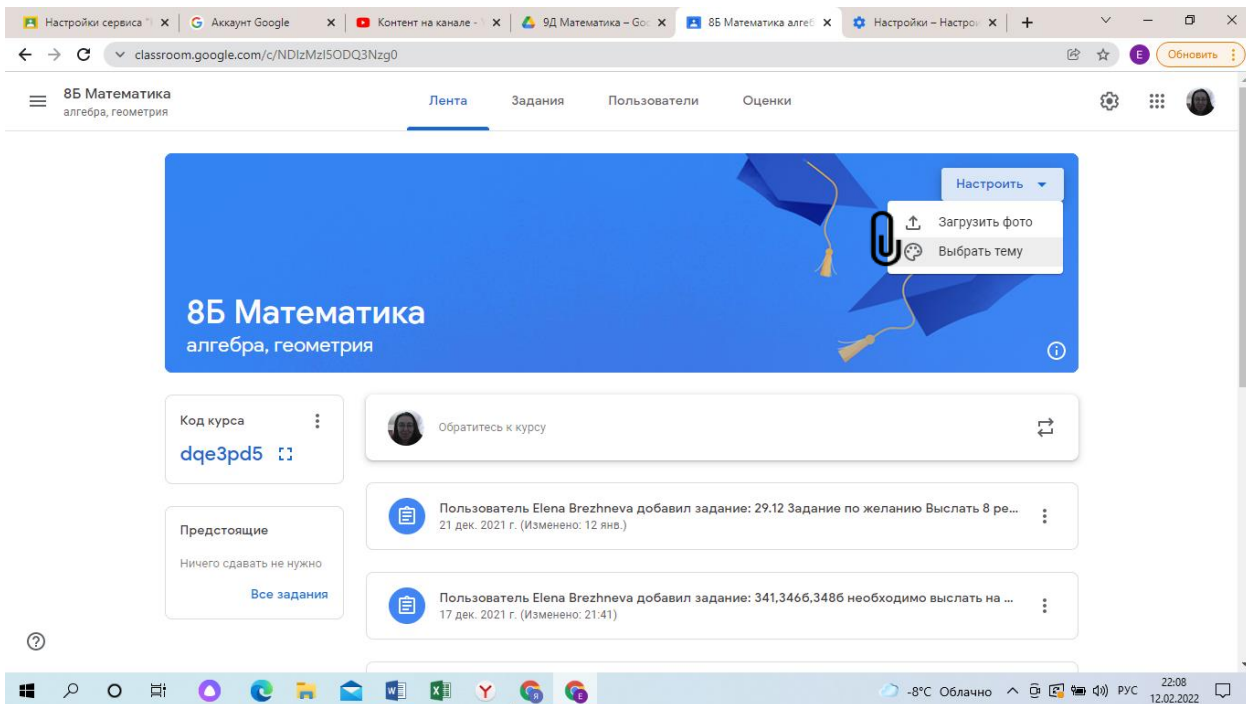 Настройки сервиса "
Аккаунт Google
Контент на канале -
9Д Математика – Goo
8Б Математика алгеб
Настройки – Настрой
classroom.google.com/c/NDIzMzI5ODQ3Nzg0
E
Обновить
8Б Математика
алгебра, геометрия
Лента
Задания
Пользователи
Оценки
Настроить
Загрузить фото
Выбрать тему
8Б Математика
алгебра, геометрия
Код курса
dqe3pd5
Обратитесь к курсу
Предстоящие
Ничего сдавать не нужно
Все задания
Пользователь Elena Brezhneva добавил задание: 29.12 Задание по желанию Выслать 8 ре...
21 дек. 2021 г. (Изменено: 12 янв.)
Пользователь Elena Brezhneva добавил задание: 341,346б,348б необходимо выслать на ...
17 дек. 2021 г. (Изменено: 21:41)
-8°C Облачно
РУС
22:08
12.02.2022